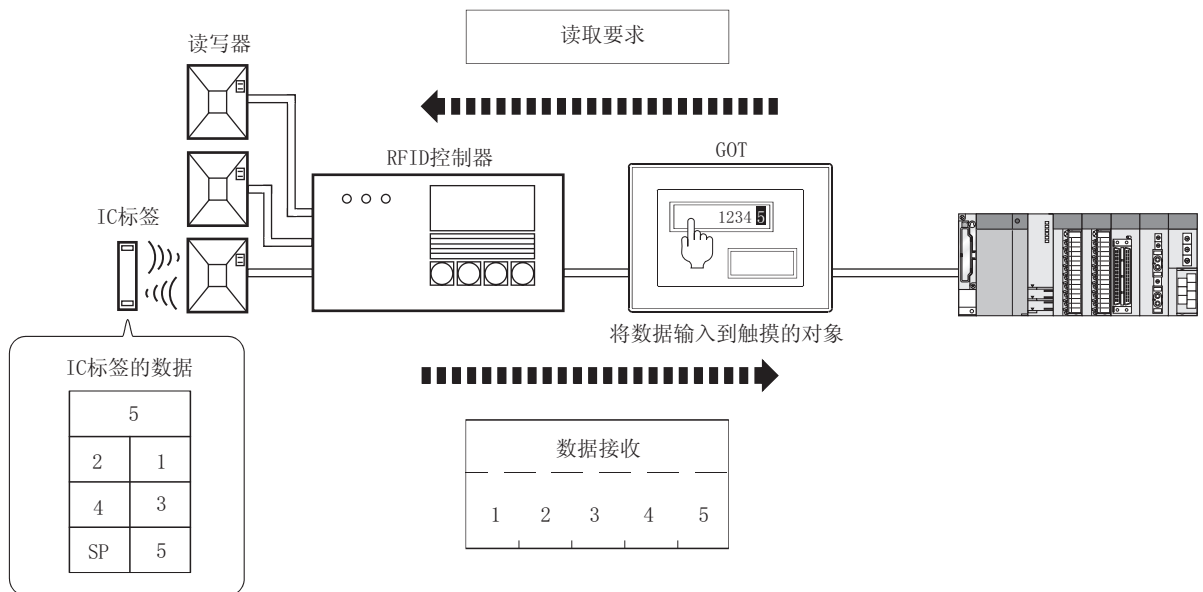 读取要求
读写器
RFID控制器
GOT
1234 5
IC标签
将数据输入到触摸的对象
IC标签的数据
5
2 1
4 3
SP 5
数据接收
1 2 3 4 5